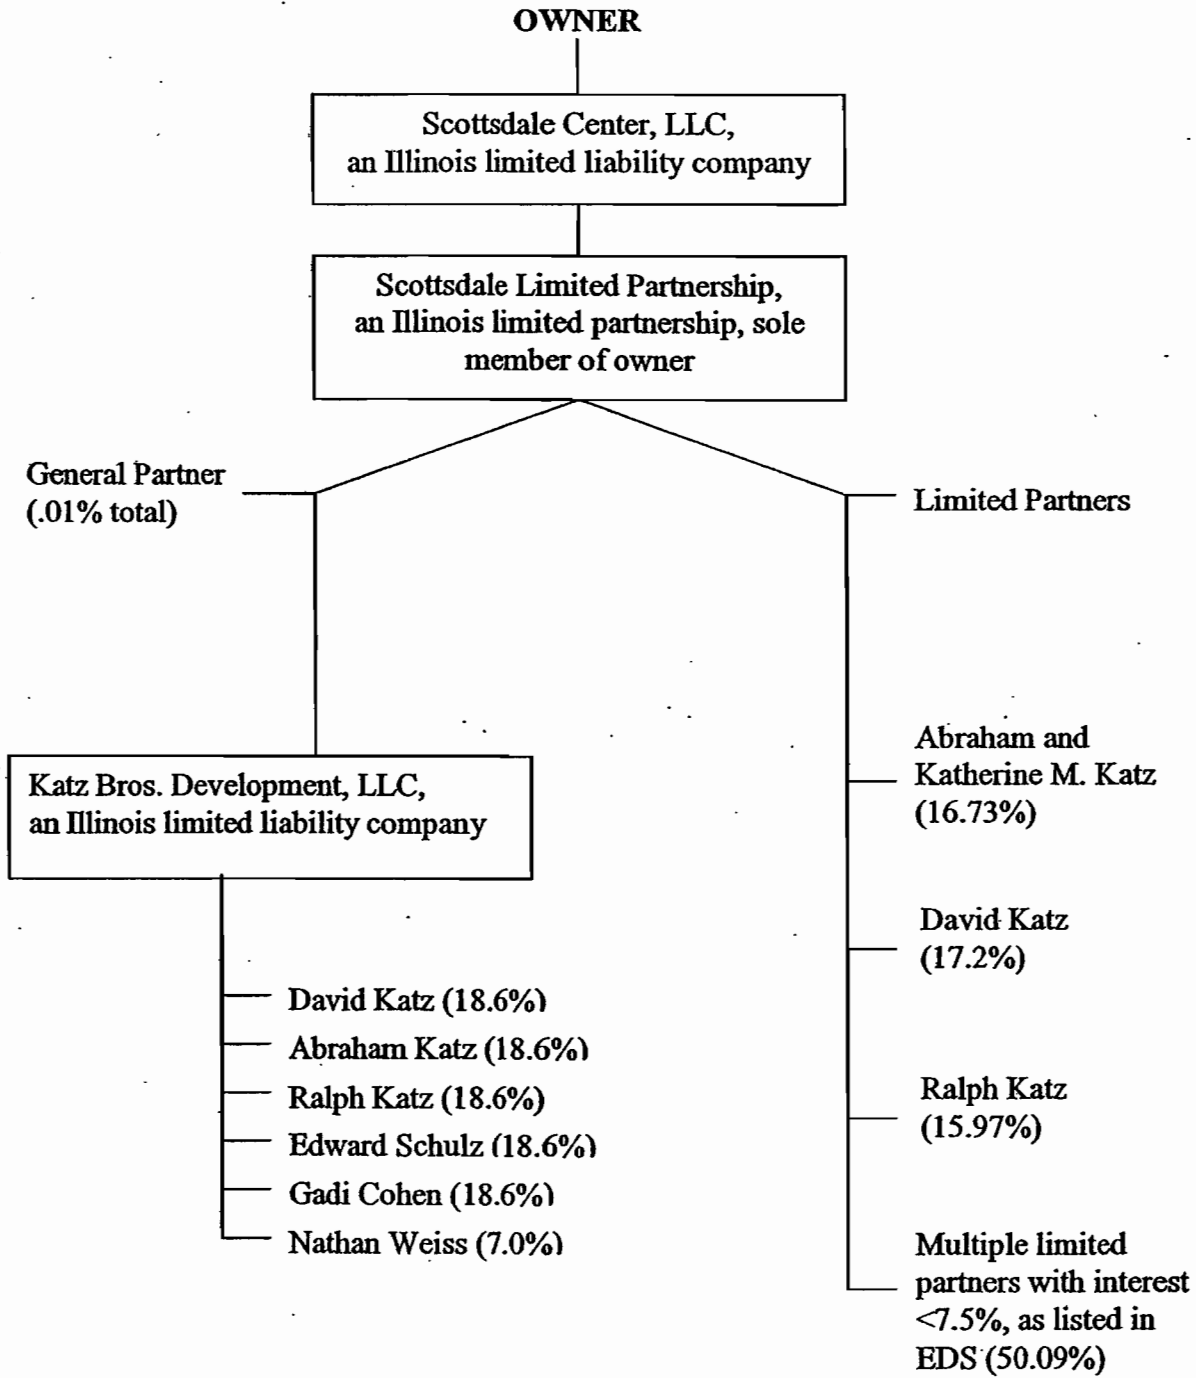 OWNER
Scottsdale Center, LLC,
an Illinois limited liability company
Scottsdale Limited Partnership,
an Illinois limited partnership, sole
member of owner
General Partner
(.01% total)
Limited Partners
Katz Bros. Development, LLC,
an Illinois limited liability company
David Katz (18.6%)
Abraham Katz (18.6%)
Ralph Katz (18.6%)
Edward Schulz (18.6%)
Gadi Cohen (18.6%)
Nathan Weiss (7.0%)
Abraham and
Katherine M. Katz
(16.73%)
David Katz
(17.2%)
Ralph Katz
(15.97%)
Multiple limited
partners with interest
<7.5%, as listed in
EDS (50.09%)